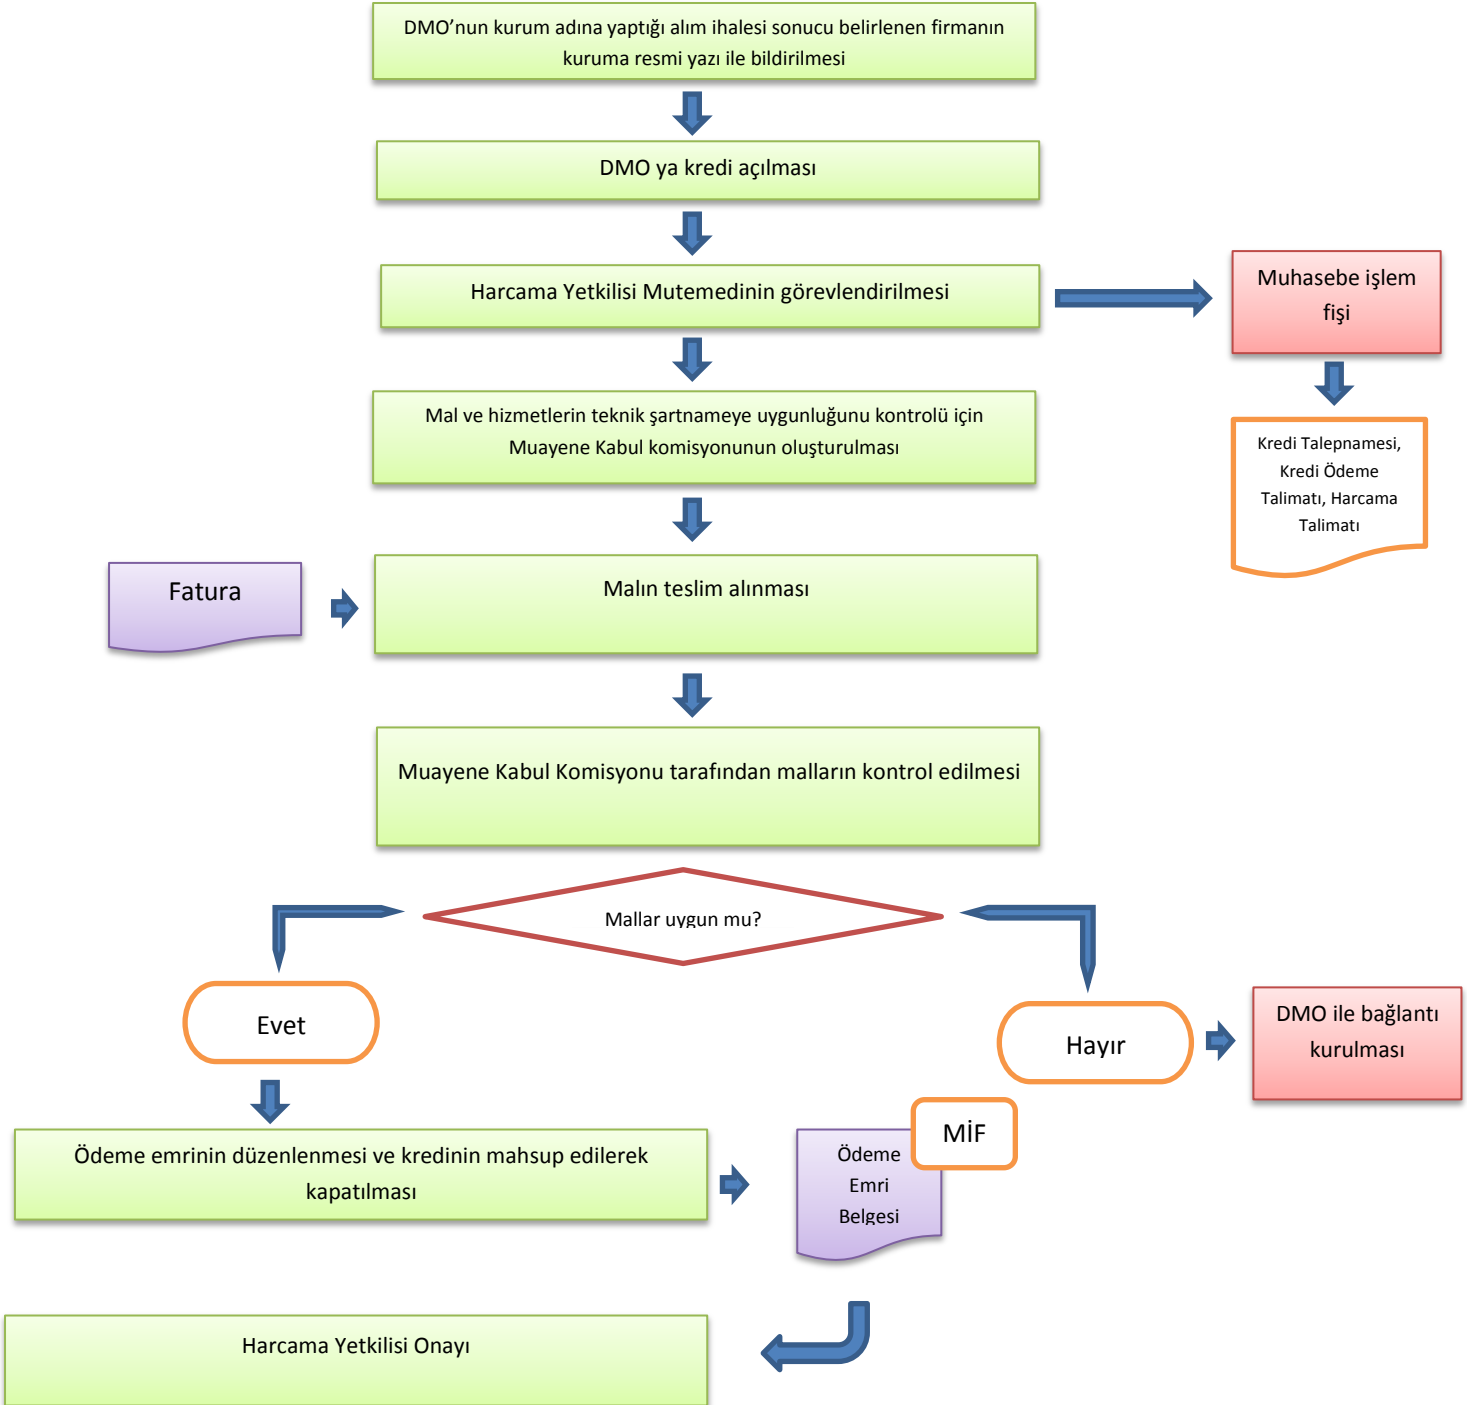 DMO’nun kurum adına yaptığı alım ihalesi sonucu belirlenen firmanın
kuruma resmi yazı ile bildirilmesi
DMO ya kredi açılması
Harcama Yetkilisi Mutemedinin görevlendirilmesi
Muhasebe işlem
fişi
Mal ve hizmetlerin teknik şartnameye uygunluğunu kontrolü için
Muayene Kabul komisyonunun oluşturulması
Kredi Talepnamesi,
Kredi Ödeme
Talimatı, Harcama
Talimatı
Fatura
Malın teslim alınması
Muayene Kabul Komisyonu tarafından malların kontrol edilmesi
Mallar uygun mu?
Evet
Hayır
DMO ile bağlantı
kurulması
Ödeme emrinin düzenlenmesi ve kredinin mahsup edilerek
kapatılması
MİF
Ödeme
Emri
Belgesi
Harcama Yetkilisi Onayı